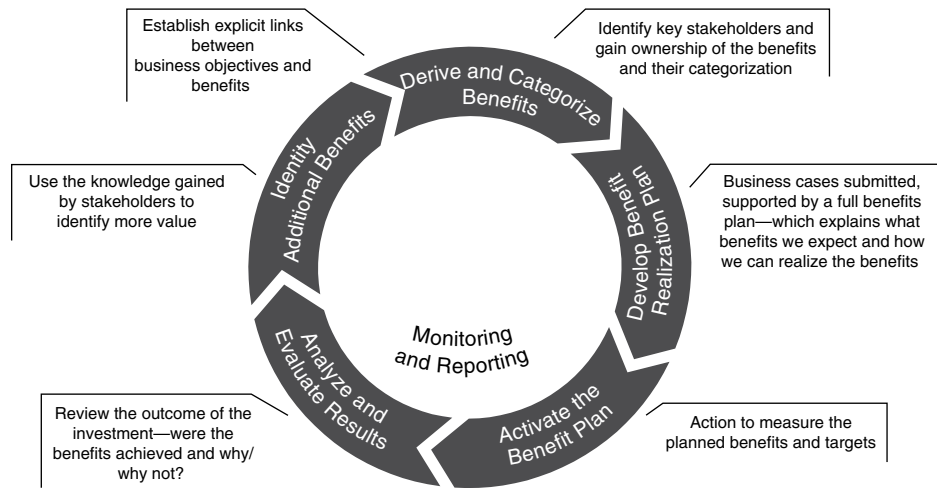 Establish explicit links
between
business objectives and
benefits
Identify key stakeholders and
gain ownership of the benefits
and their categorization
Derive and Categorize
Benefits
Identity
Additional Benefits
Use the knowledge gained
by stakeholders to
identify more value
Develop Benefit
Realization Plan
Business cases submitted,
supported by a full benefits
plan—which explains what
benefits we expect and how
we can realize the benefits
Monitoring
and Reporting
Analyze and
Evaluate Results
Activate the
Benefit Plan
Review the outcome of the
investment—were the
benefits achieved and why/
why not?
Action to measure the
planned benefits and targets